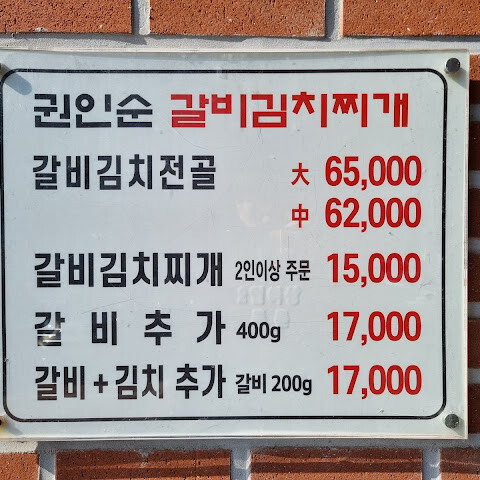 권인순 갈비김치찌개
갈비김치전골 大 65,000
中 62,000
갈비김치찌개 2인이상 주문 15,000
갈비추가 400g 17,000
갈비+김치 추가 갈비 200g 17,000